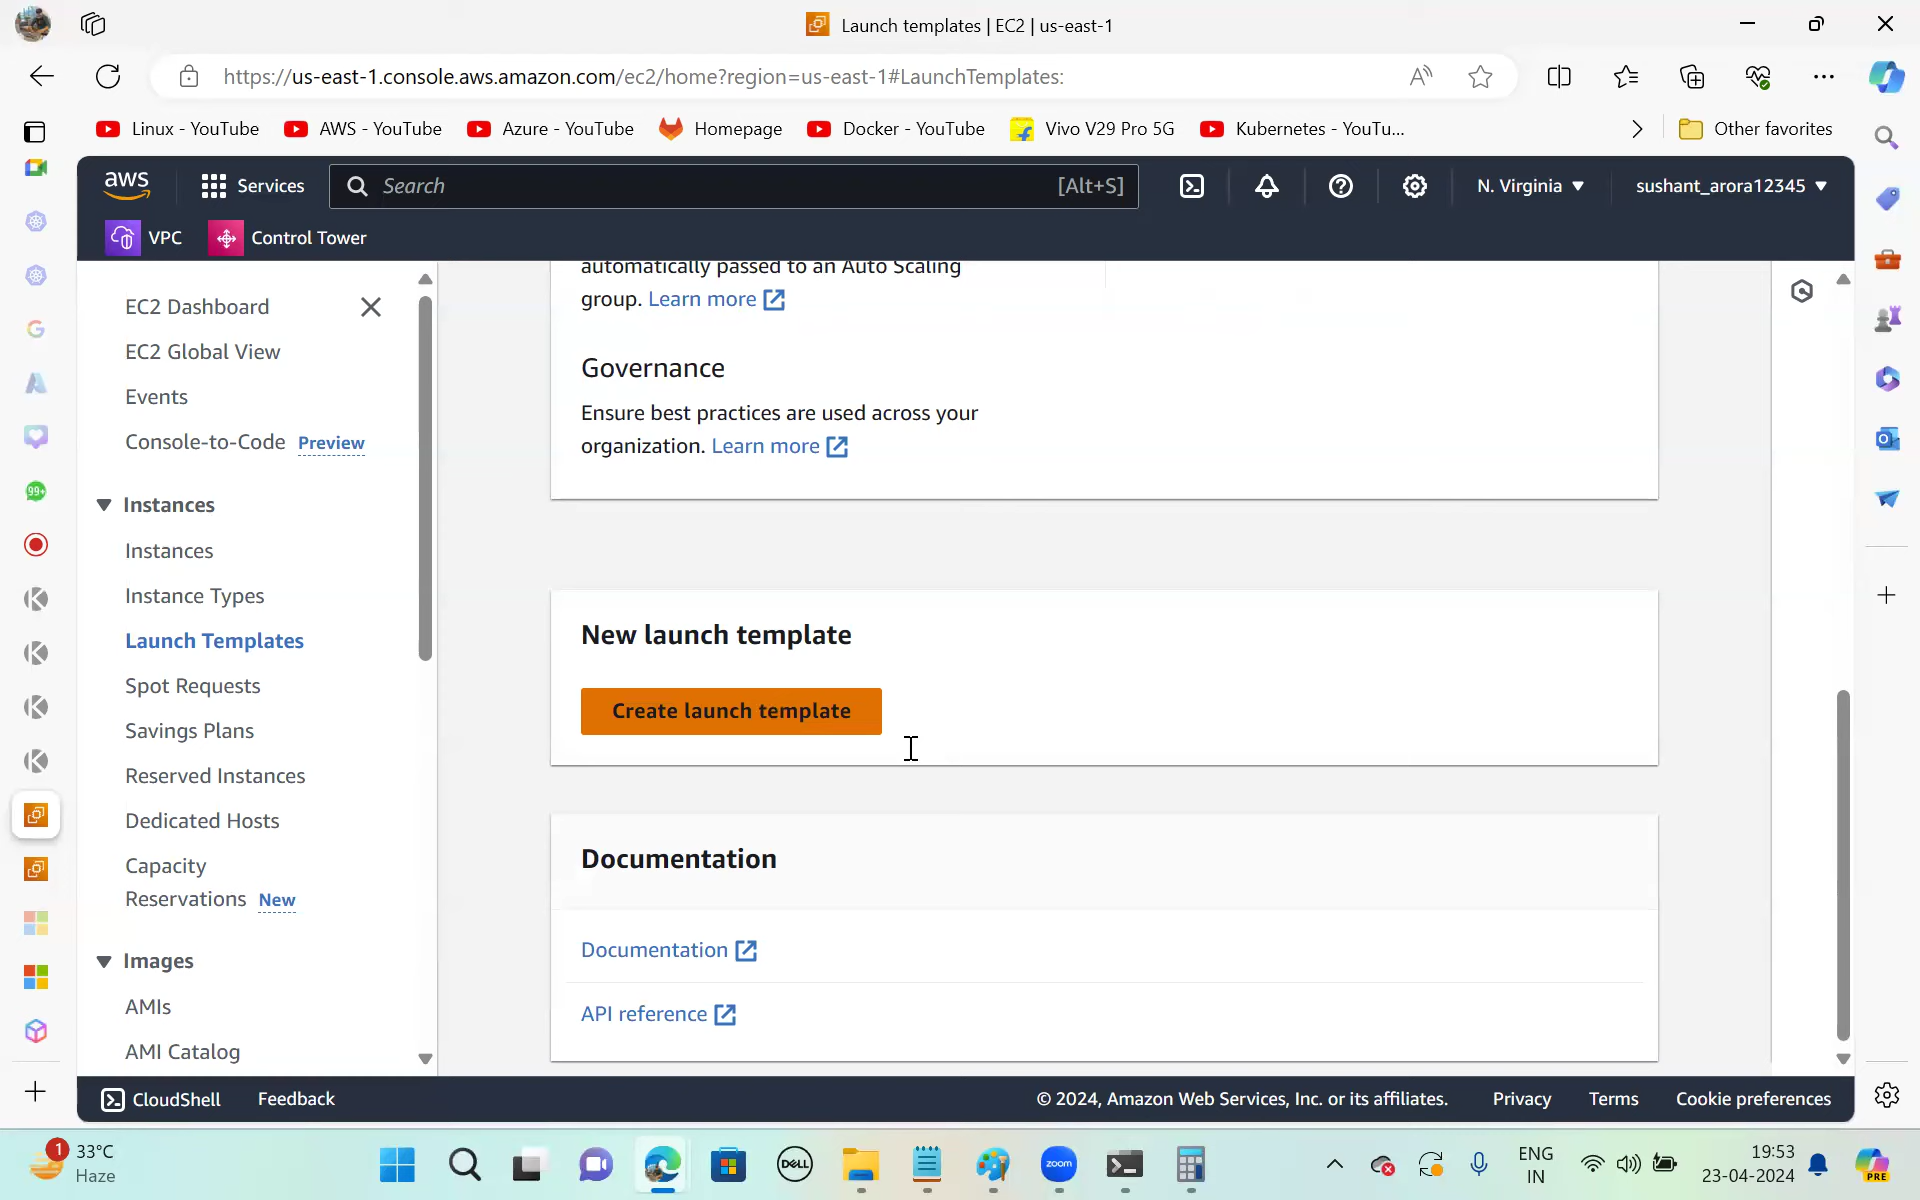 Launch templates | EC2 | us-east-1
https://us-east-1.console.aws.amazon.com/ec2/home?region=us-east-1#LaunchTemplates:
Linux - YouTube
AWS - YouTube
Azure - YouTube
Homepage
Docker - YouTube
Vivo V29 Pro 5G
Kubernetes - YouTu...
Other favorites
aws
Services
Search
[Alt+S]
N. Virginia
sushant_arora12345
VPC
Control Tower
EC2 Dashboard
EC2 Global View
Events
Console-to-Code Preview
Instances
Instances
Instance Types
Launch Templates
Spot Requests
Savings Plans
Reserved Instances
Dedicated Hosts
Capacity
Reservations New
Images
AMIs
AMI Catalog
automatically passed to an Auto Scaling
group. Learn more
Governance
Ensure best practices are used across your
organization. Learn more
New launch template
Create launch template
Documentation
Documentation
API reference
99+
CloudShell
Feedback
© 2024, Amazon Web Services, Inc. or its affiliates.
Privacy
Terms
Cookie preferences
1
33°C
Haze
DELL
zoom
ENG
IN
19:53
23-04-2024
PRE